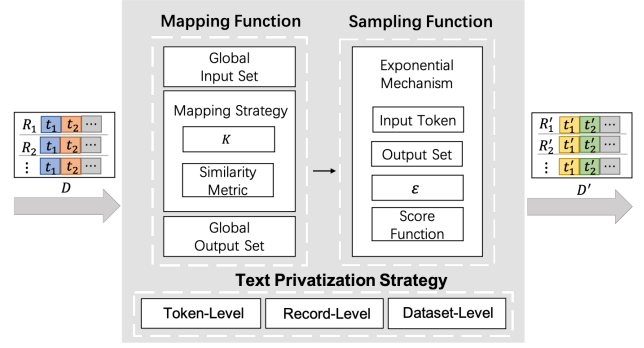 Mapping Function
Sampling Function
Global
Input Set
Mapping Strategy
K
Similarity
Metric
Global
Output Set
Exponential
Mechanism
Input Token
Output Set
ε
Score
Function
R₁ t₁ t₂ ⋯
R₂ t₁ t₂ ⋯
⋮ t₁ t₂ ⋯
D
R′₁ t′₁ t′₂ ⋯
R′₂ t′₁ t′₂ ⋯
⋮ t′₁ t′₂ ⋯
D′
Text Privatization Strategy
Token-Level
Record-Level
Dataset-Level